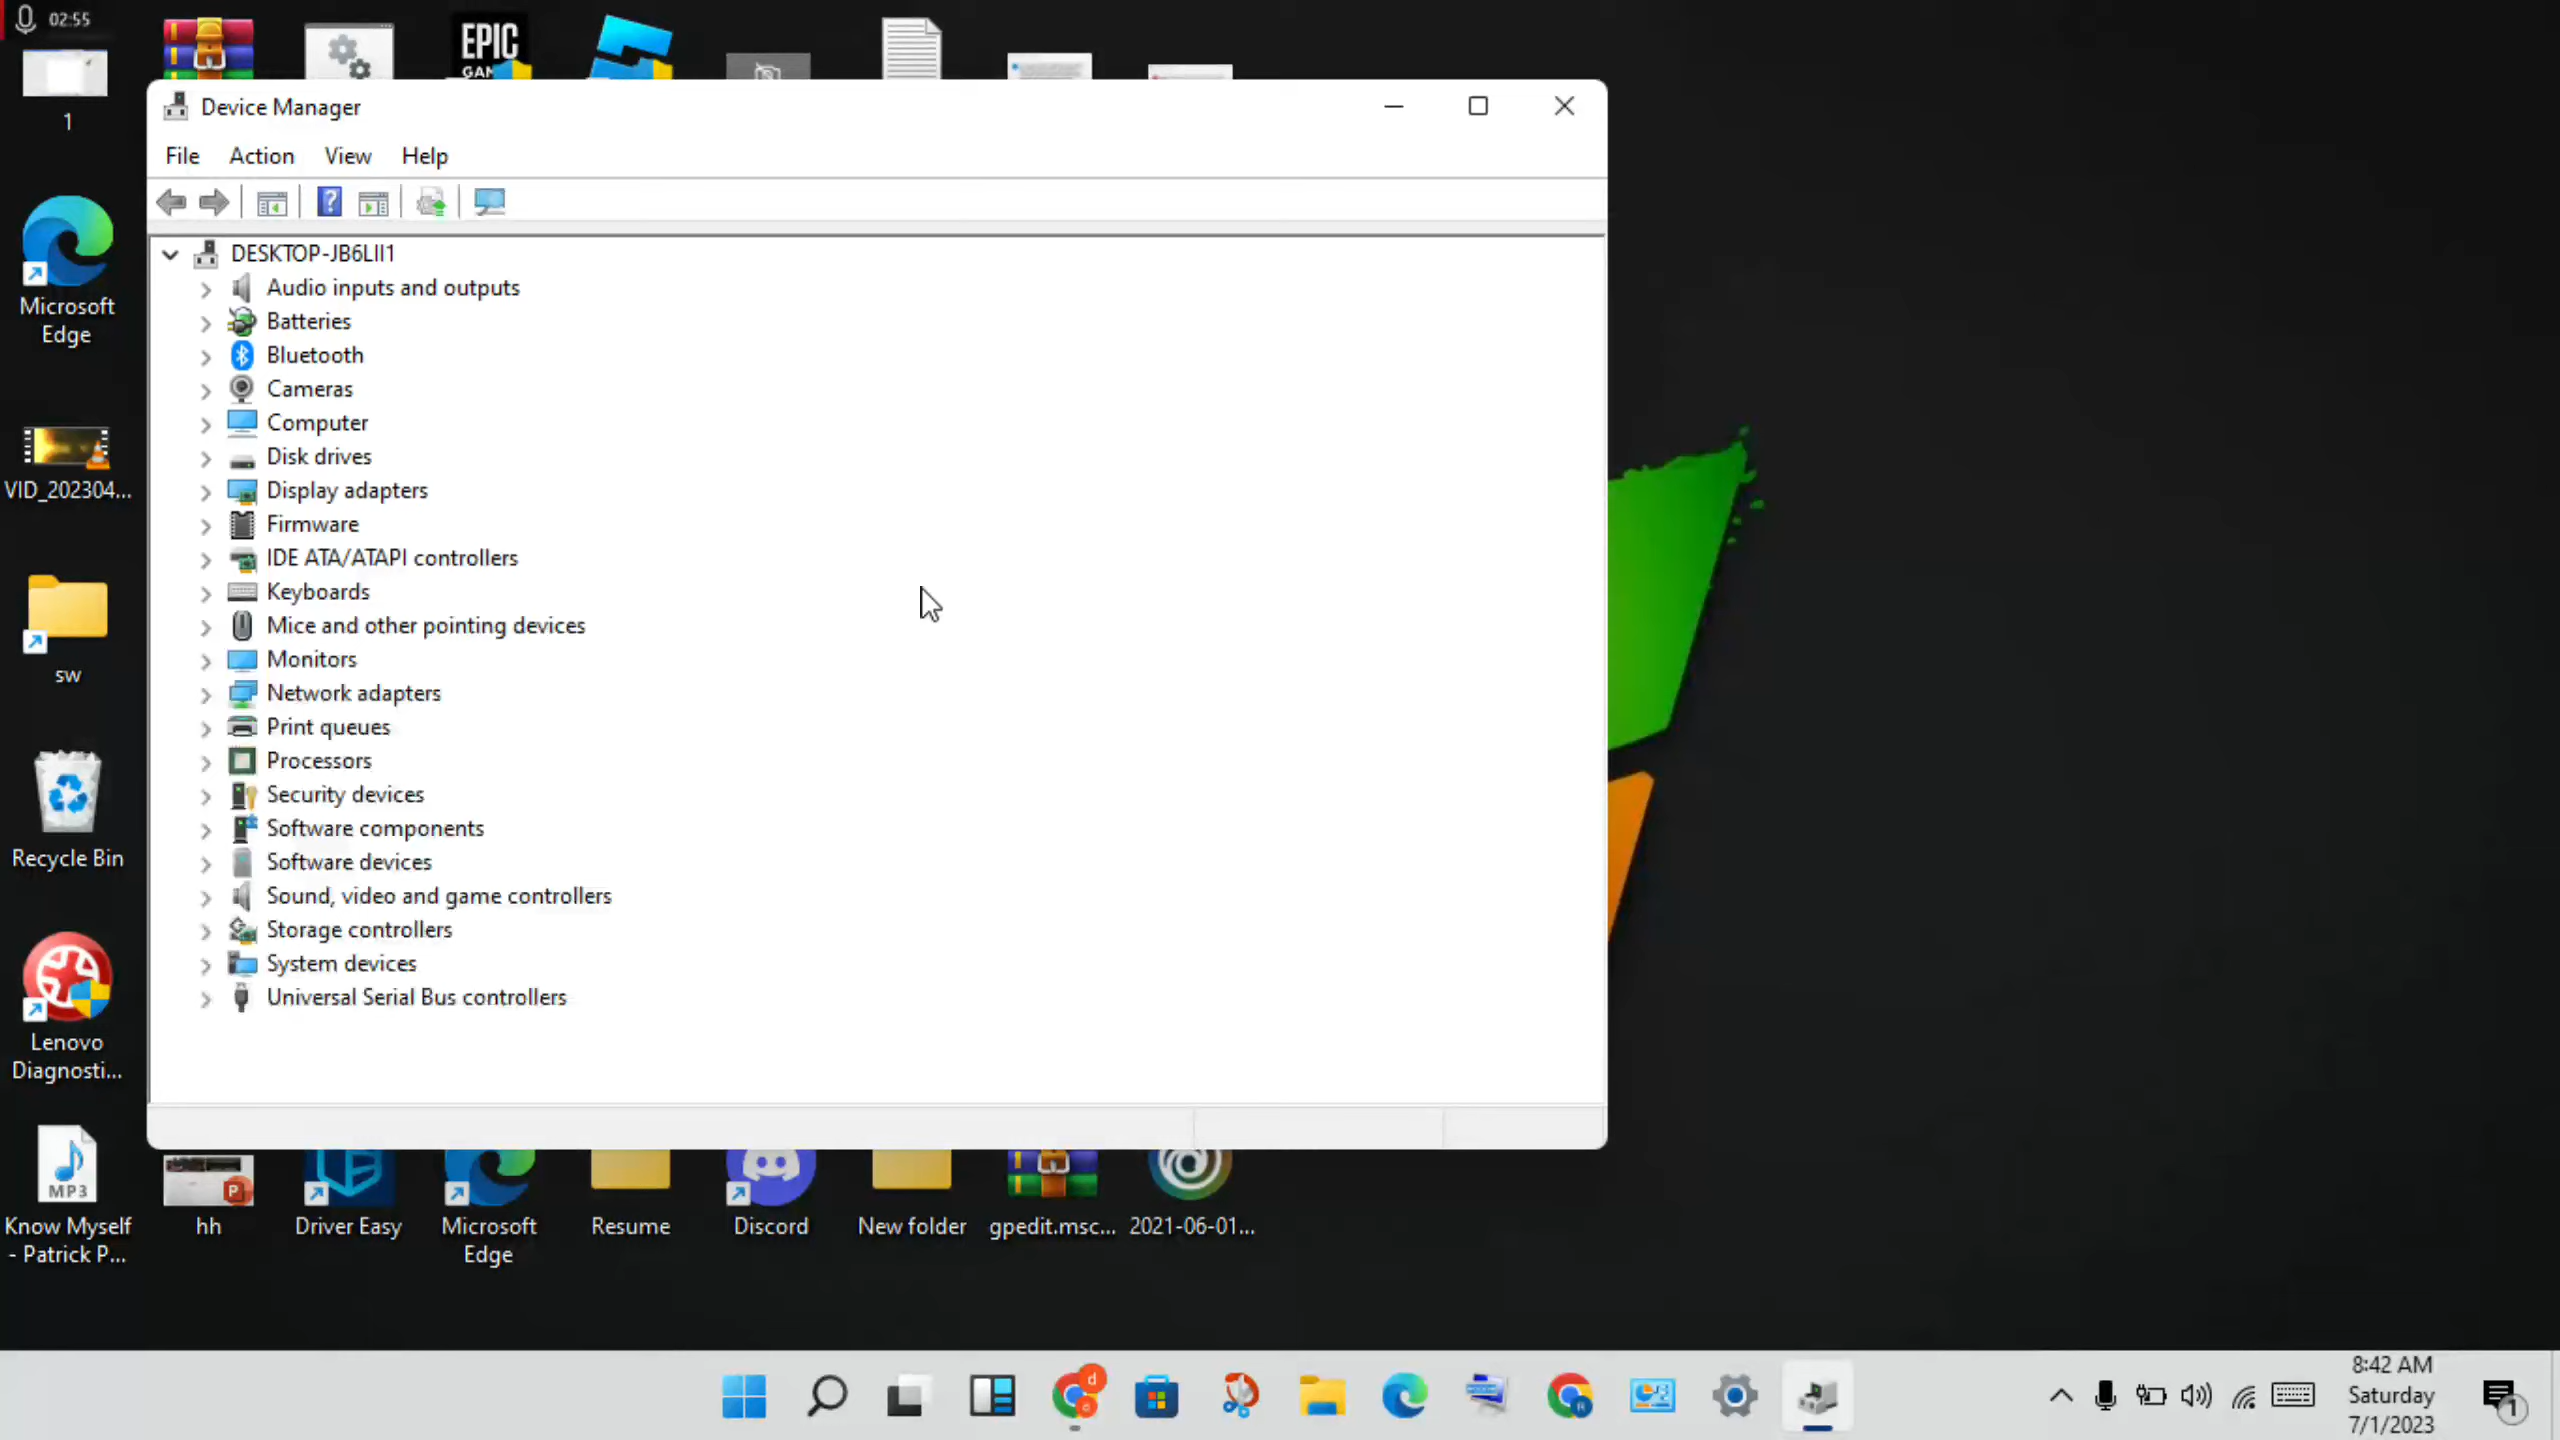 02:55
EPIC
GAM
1
Device Manager
File Action View Help
DESKTOP-JB6LII1
Audio inputs and outputs
Batteries
Bluetooth
Cameras
Computer
Disk drives
Display adapters
Firmware
IDE ATA/ATAPI controllers
Keyboards
Mice and other pointing devices
Monitors
Network adapters
Print queues
Processors
Security devices
Software components
Software devices
Sound, video and game controllers
Storage controllers
System devices
Universal Serial Bus controllers
Microsoft
Edge
VID_202304...
sw
Recycle Bin
Lenovo
Diagnosti...
MP3
Know Myself
- Patrick P...
hh
Driver Easy
Microsoft
Edge
Resume
Discord
New folder
gpedit.msc...
2021-06-01...
8:42 AM
Saturday
7/1/2023
1